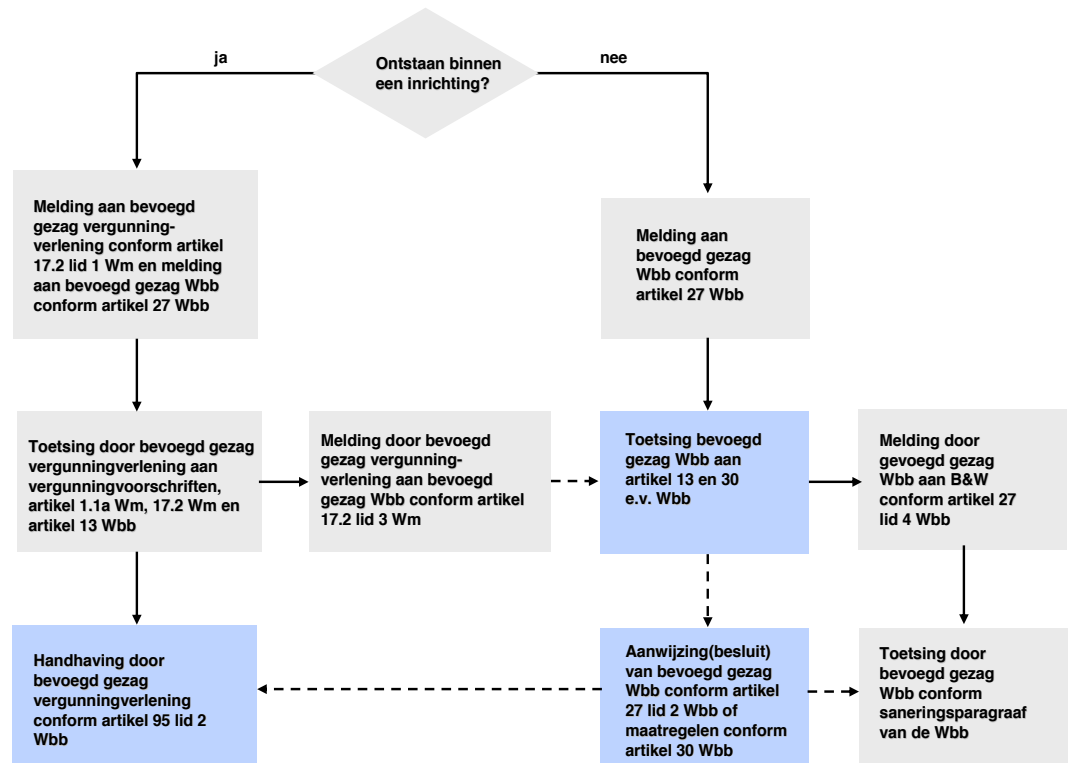 ja
Ontstaan binnen
een inrichting?
nee
Melding aan bevoegd
gezag vergunning-
verlening conform artikel
17.2 lid 1 Wm en melding
aan bevoegd gezag Wbb
conform artikel 27 Wbb
Melding aan
bevoegd gezag
Wbb conform
artikel 27 Wbb
Toetsing door bevoegd gezag
vergunningverlening aan
vergunningvoorschriften,
artikel 1.1a Wm, 17.2 Wm en
artikel 13 Wbb
Melding door bevoegd
gezag vergunning-
verlening aan bevoegd
gezag Wbb conform artikel
17.2 lid 3 Wm
Toetsing bevoegd
gezag Wbb aan
artikel 13 en 30
e.v. Wbb
Melding door
gevoegd gezag
Wbb aan B&W
conform artikel 27
lid 4 Wbb
Handhaving door
bevoegd gezag
vergunningverlening
conform artikel 95 lid 2
Wbb
Aanwijzing(besluit)
van bevoegd gezag
Wbb conform artikel
27 lid 2 Wbb of
maatregelen conform
artikel 30 Wbb
Toetsing door
bevoegd gezag
Wbb conform
saneringsparagraaf
van de Wbb